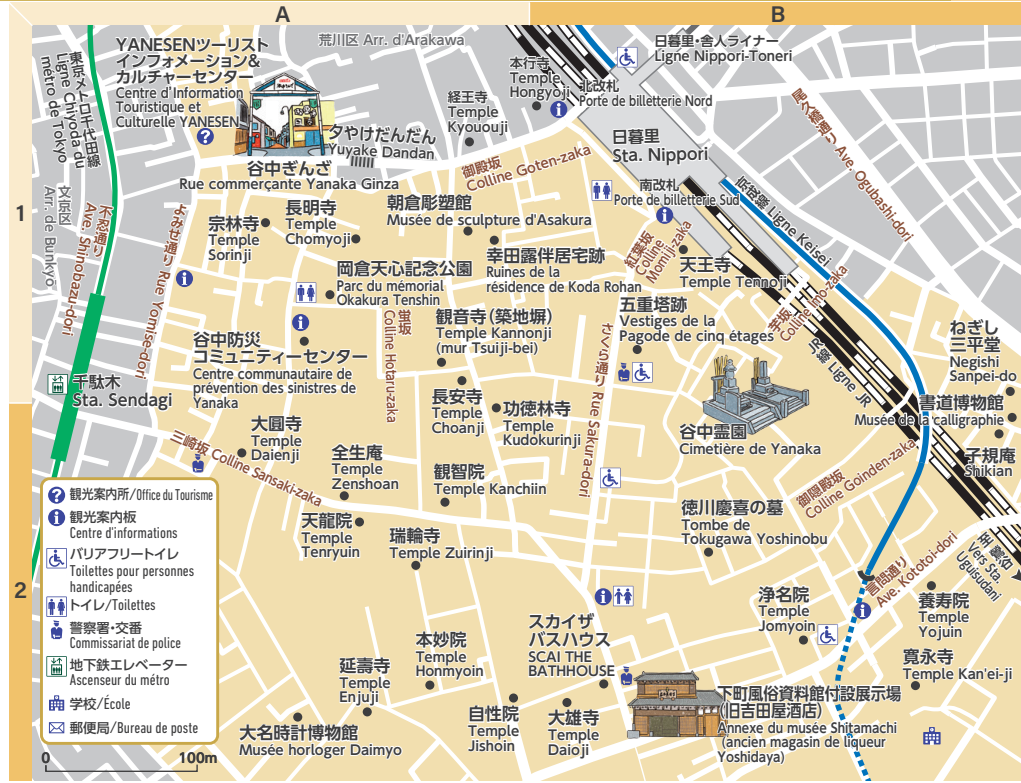 A
B
1
2
荒川区 Arr. d'Arakawa
YANESENツーリスト
インフォメーション&
カルチャーセンター
Centre d'Information
Touristique et
Culturelle YANESEN
東京メトロ千代田線
Ligne Chiyoda du
métro de Tokyo
文京区
Arr. de Bunkyō
不忍通り
Ave. Shinobazu-dori
よみせ通り Rue Yomise-dori
夕やけだんだん
Yuyake Dandan
谷中ぎんざ
Rue commerçante Yanaka Ginza
経王寺
Temple
Kyououji
本行寺
Temple
Hongyoji
北改札
Porte de billetterie Nord
日暮里・舎人ライナー
Ligne Nippori-Toneri
尾久橋通り Ave. Ogubashi-dori
日暮里
Sta. Nippori
御殿坂
Colline Goten-zaka
南改札
Porte de billetterie Sud
京成線 Ligne Keisei
紅葉坂
Colline
Momiji-zaka
天王寺
Temple Tennoji
芋坂
Colline Imo-zaka
JR線 Ligne JR
宗林寺
Temple
Sorinji
長明寺
Temple
Chomyoji
朝倉彫塑館
Musée de sculpture d'Asakura
幸田露伴居宅跡
Ruines de la
résidence de Koda Rohan
岡倉天心記念公園
Parc du mémorial
Okakura Tenshin
蛍坂
Colline Hotaru-zaka
観音寺(築地塀)
Temple Kannonji
(mur Tsuiji-bei)
五重塔跡
Vestiges de la
Pagode de cinq étages
さくら通り Rue Sakura-dori
谷中防災
コミュニティーセンター
Centre communautaire de
prévention des sinistres de
Yanaka
千駄木
Sta. Sendagi
長安寺
Temple
Choanji
功徳林寺
Temple
Kudokurinji
谷中霊園
Cimetière de Yanaka
ねぎし
三平堂
Negishi
Sanpei-do
書道博物館
Musée de la calligraphie
子規庵
Shikian
御隠殿坂
Colline Goinden-zaka
三崎坂 Colline Sansaki-zaka
大圓寺
Temple
Daienji
全生庵
Temple
Zenshoan
観智院
Temple Kanchiin
天龍院
Temple
Tenryuin
瑞輪寺
Temple Zuirinji
徳川慶喜の墓
Tombe de
Tokugawa Yoshinobu
言問通り
Ave. Kototoi-dori
至 鶯谷
Vers Sta.
Uguisudani
浄名院
Temple
Jomyoin
養寿院
Temple
Yojuin
寛永寺
Temple Kan'ei-ji
スカイザ
バスハウス
SCAI THE
BATHHOUSE
本妙院
Temple
Honmyoin
延壽寺
Temple
Enjuji
大名時計博物館
Musée horloger Daimyo
自性院
Temple
Jishoin
大雄寺
Temple
Daioji
下町風俗資料館付設展示場
(旧吉田屋酒店)
Annexe du musée Shitamachi
(ancien magasin de liqueur
Yoshidaya)
? 観光案内所/Office du Tourisme
i 観光案内板
Centre d'informations
バリアフリートイレ
Toilettes pour personnes
handicapées
トイレ/Toilettes
警察署・交番
Commissariat de police
地下鉄エレベーター
Ascenseur du métro
学校/École
郵便局/Bureau de poste
0 100m